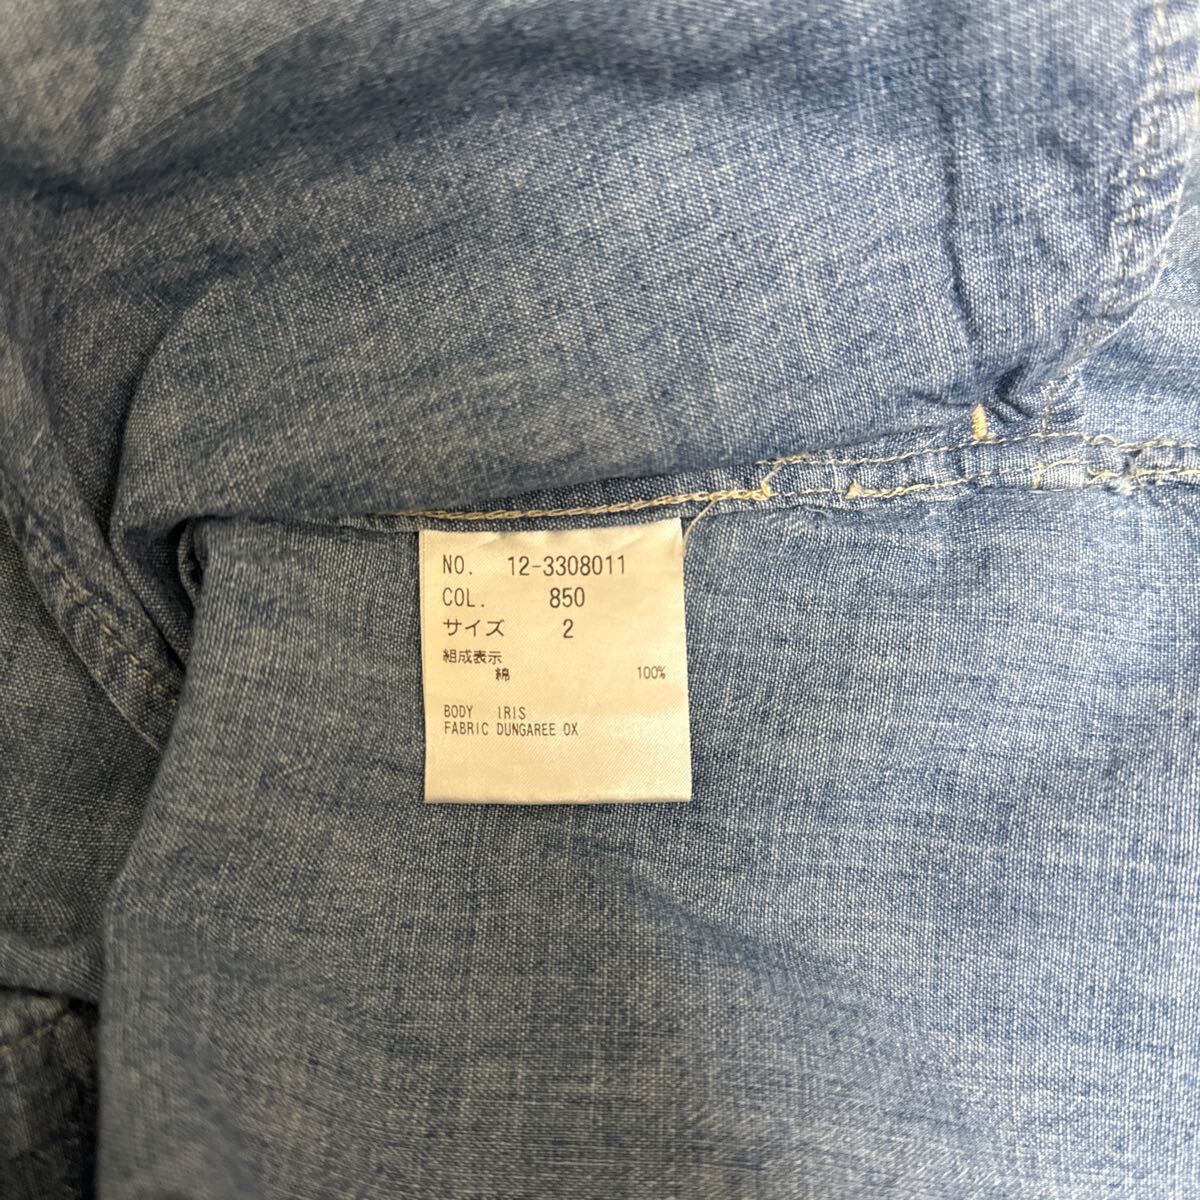 NO. 12-3308011
COL. 850
サイズ 2
組成表示
綿 100%
BODY IRIS
FABRIC DUNGAREE OX